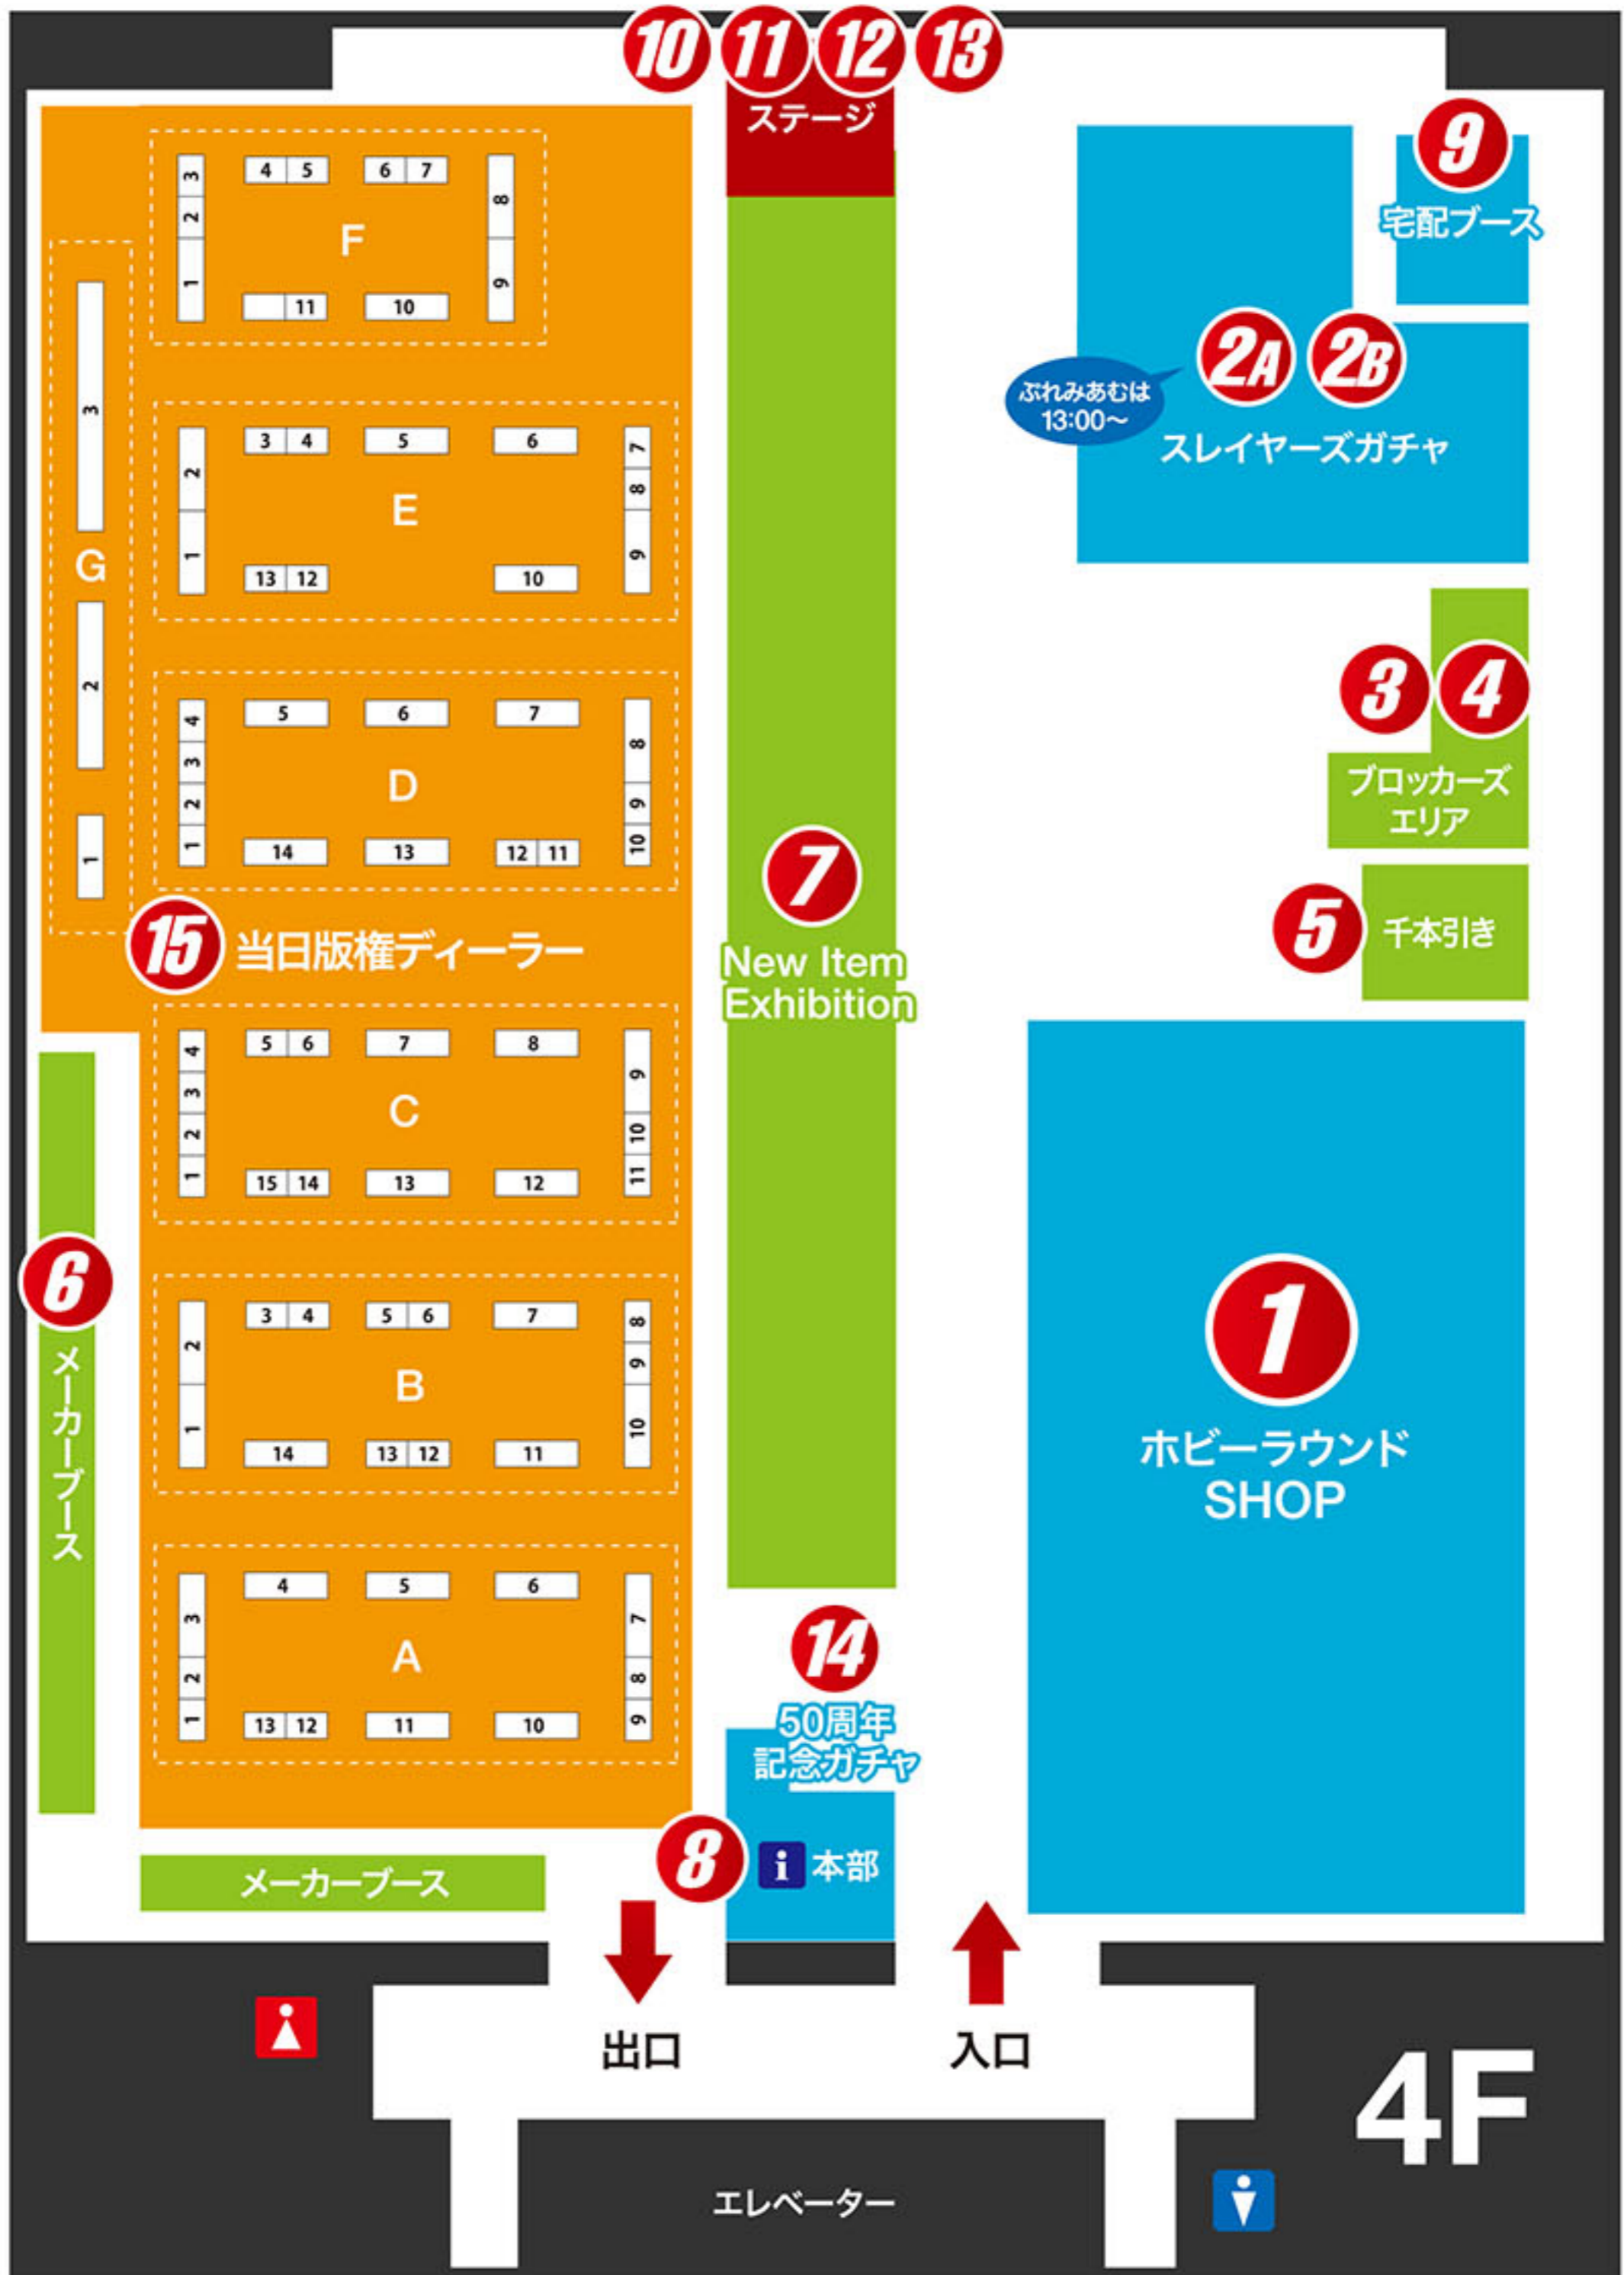 10 11 12 13
ステージ
9
宅配ブース
2A 2B
ぷれみあむは
13:00～
スレイヤーズガチャ
3 4
ブロッカーズ
エリア
5 千本引き
1
ホビーラウンド
SHOP
7
New Item
Exhibition
14
50周年
記念ガチャ
8 i 本部
15 当日版権ディーラー
F
1 2 3
4 5 6 7
8 9
11 10
E
1 2
3 4 5 6
7 8 9
13 12 10
G
3
2
1
D
1 2 3 4
5 6 7
8 9 10
14 13 12 11
C
1 2 3 4
5 6 7 8
9 10 11
15 14 13 12
B
1 2
3 4 5 6 7
8 9 10
14 13 12 11
A
1 2 3
4 5 6
7 8 9
13 12 11 10
6
メーカーブース
メーカーブース
出口
入口
4F
エレベーター